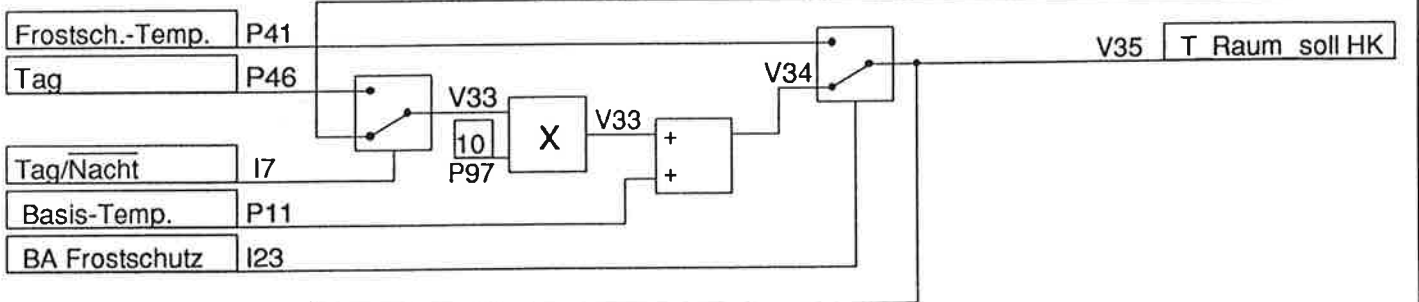 Frostsch.-Temp. P41
V35 T Raum soll HK
Tag P46
V34
V33
10
P97
X
V33
+
+
Tag/Nacht I7
Basis-Temp. P11
BA Frostschutz I23